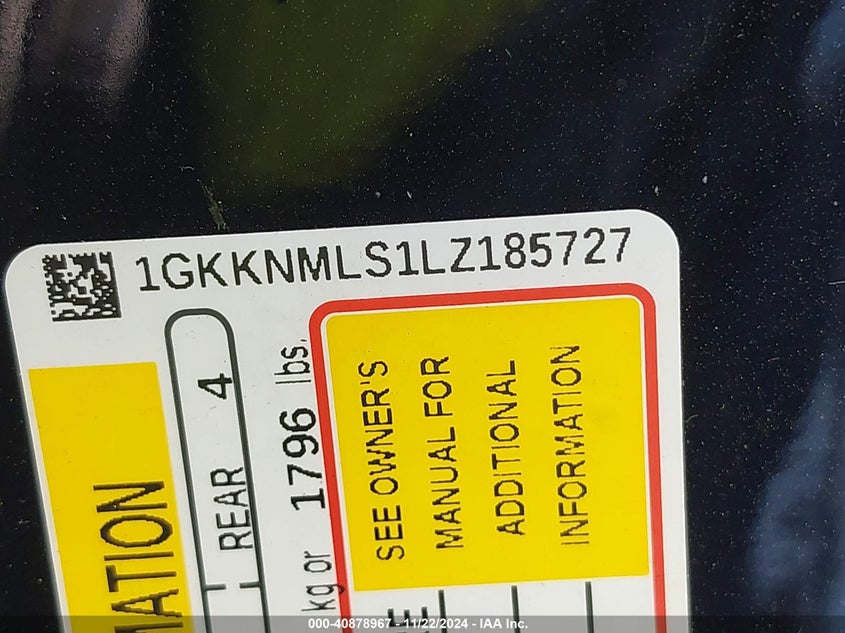 1GKKNMLS1LZ185727
MATION
REAR 4
kg or 1796 lbs.
SEE OWNER'S
MANUAL FOR
ADDITIONAL
INFORMATION
000-40878967 - 11/22/2024 - IAA Inc.